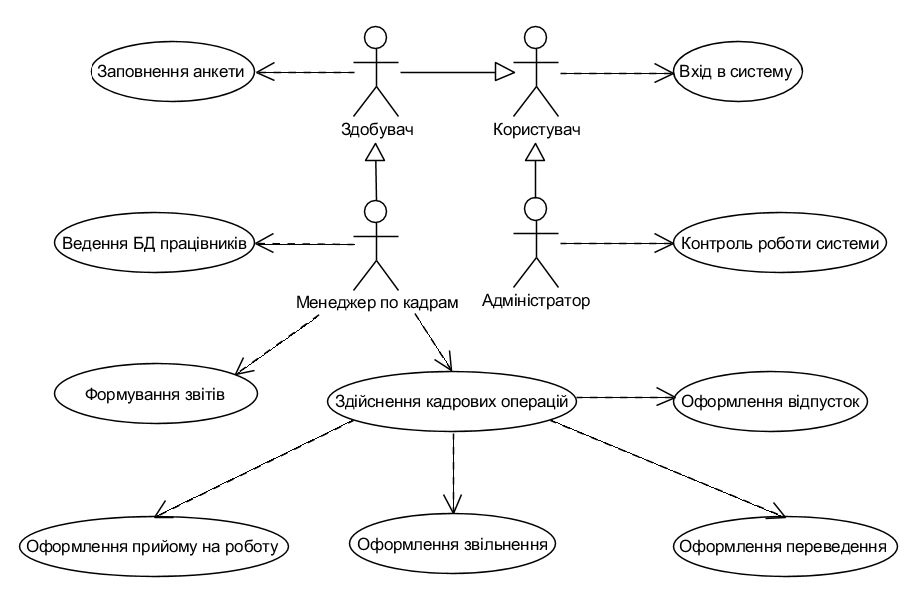 Заповнення анкети
Вхід в систему
Здобувач
Користувач
Ведення БД працівників
Контроль роботи системи
Менеджер по кадрам
Адміністратор
Формування звітів
Здійснення кадрових операцій
Оформлення відпусток
Оформлення прийому на роботу
Оформлення звільнення
Оформлення переведення